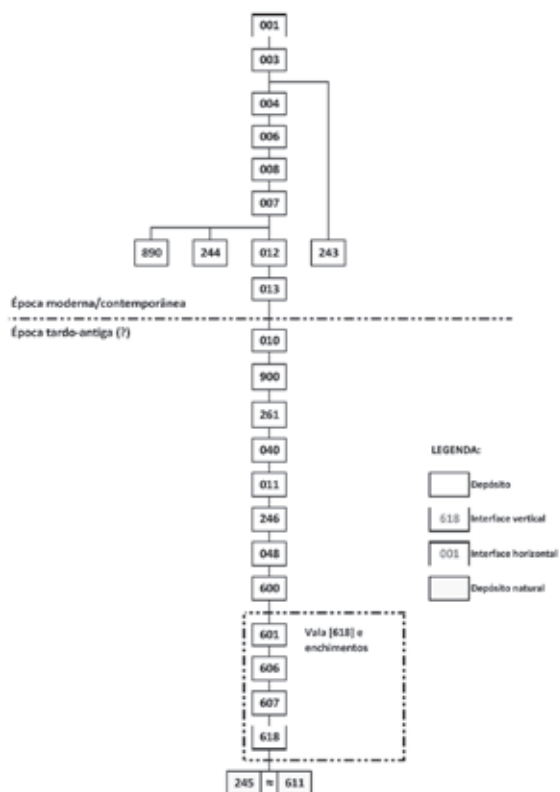 001
003
004
006
008
007
890 244 012 243
013
Época moderna/contemporânea
Época tardo-antiga (?)
010
900
261
040
011
246
048
600
601
606
607
618
Vala [618] e
enchimentos
245 ≈ 611
LEGENDA:
Depósito
618 Interface vertical
001 Interface horizontal
Depósito natural